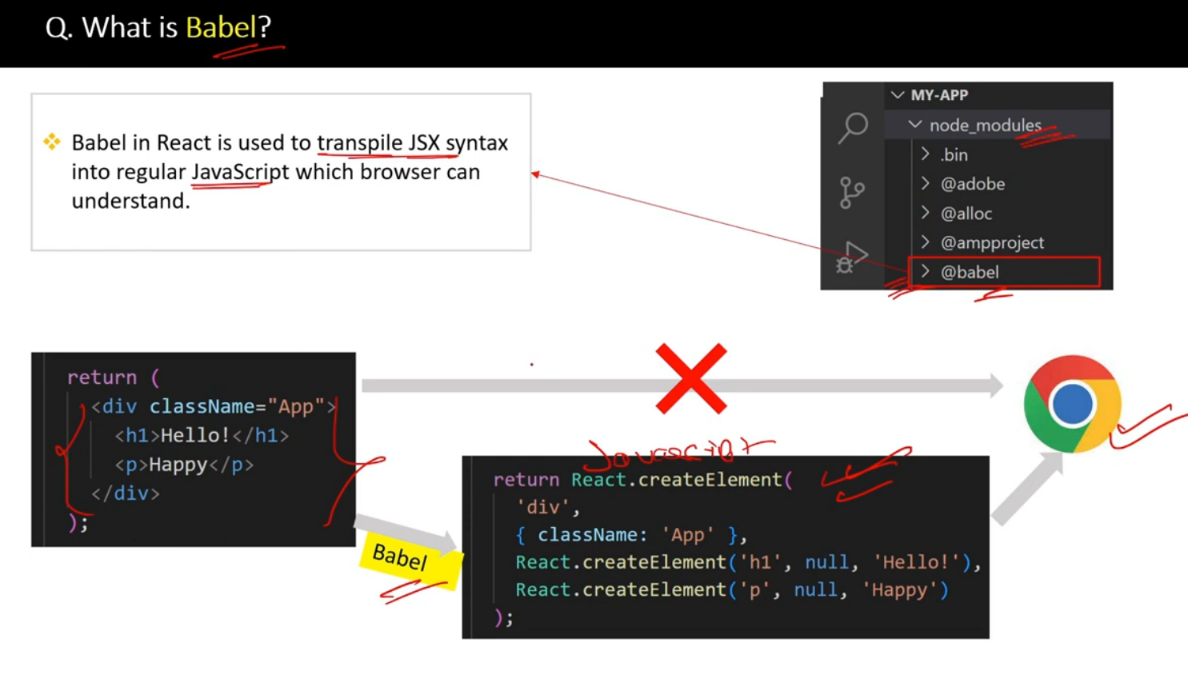 Q. What is Babel?
❖ Babel in React is used to transpile JSX syntax
into regular JavaScript which browser can
understand.
MY-APP
node_modules
.bin
@adobe
@alloc
@ampproject
@babel
return (
<div className="App">
<h1>Hello!</h1>
<p>Happy</p>
</div>
);
Babel
Javascript
return React.createElement(
'div',
{ className: 'App' },
React.createElement('h1', null, 'Hello!'),
React.createElement('p', null, 'Happy')
);